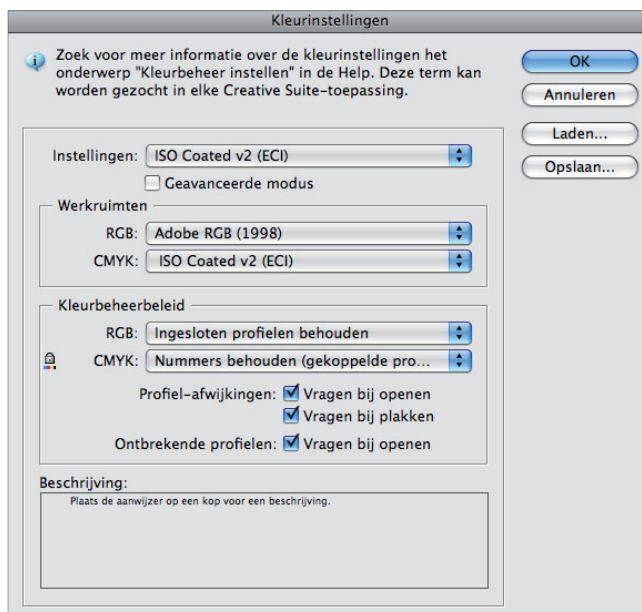 Kleurinstellingen
Zoek voor meer informatie over de kleurinstellingen het
onderwerp "Kleurbeheer instellen" in de Help. Deze term kan
worden gezocht in elke Creative Suite-toepassing.
OK
Annuleren
Laden...
Opslaan...
Instellingen: ISO Coated v2 (ECI)
Geavanceerde modus
Werkruimten
RGB: Adobe RGB (1998)
CMYK: ISO Coated v2 (ECI)
Kleurbeheerbeleid
RGB: Ingesloten profielen behouden
CMYK: Nummers behouden (gekoppelde pro...
Profiel-afwijkingen: Vragen bij openen
Vragen bij plakken
Ontbrekende profielen: Vragen bij openen
Beschrijving:
Plaats de aanwijzer op een kop voor een beschrijving.